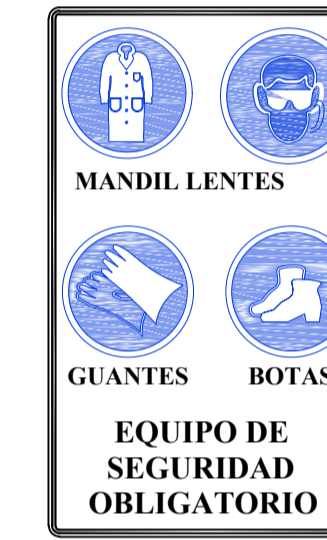 MANDIL LENTES
GUANTES BOTAS
EQUIPO DE
SEGURIDAD
OBLIGATORIO